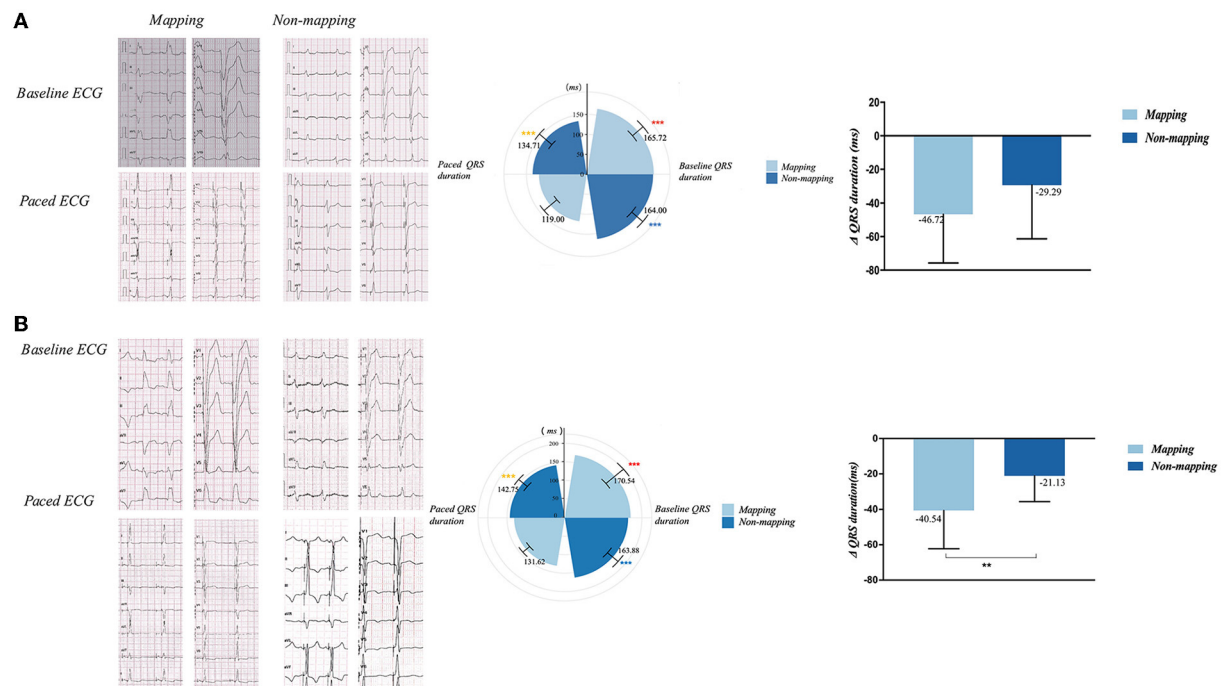 A
Mapping
Non-mapping
Baseline ECG
Paced ECG
(ms)
150
100
50
0
***
134.71
***
165.72
Paced QRS
duration
Baseline QRS
duration
119.00
164.00
***
Mapping
Non-mapping
20
0
-20
-40
-60
-80
Δ QRS duration (ms)
-46.72
-29.29
Mapping
Non-mapping
B
Baseline ECG
Paced ECG
( ms )
200
150
100
50
0
***
142.75
***
170.54
Paced QRS
duration
Baseline QRS
duration
131.62
163.88
***
Mapping
Non-mapping
0
-20
-40
-60
-80
Δ QRS duration(ms)
-40.54
-21.13
**
Mapping
Non-mapping